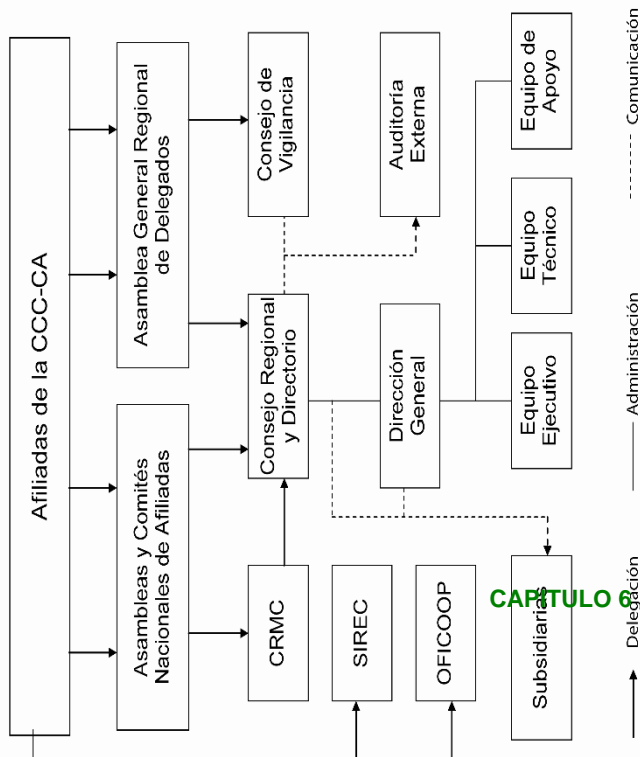 Afiliadas de la CCC-CA
Asambleas y Comités
Nacionales de Afiliadas
Asamblea General Regional
de Delegados
CRMC
Consejo Regional
y Directorio
Consejo de
Vigilancia
SIREC
OFICOOP
Dirección
General
Auditoría
Externa
Subsidiarias
Equipo
Ejecutivo
Equipo
Técnico
Equipo de
Apoyo
Delegación
Administración
Comunicación
CAPITULO 6